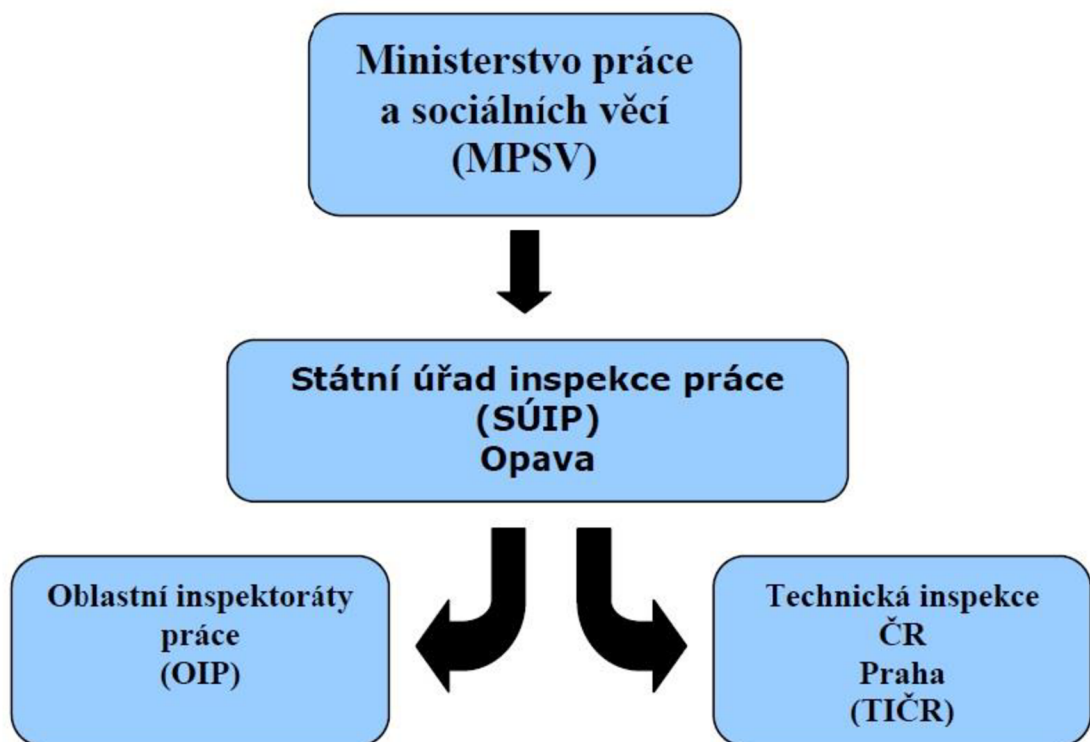 Ministerstvo práce
a sociálních věcí
(MPSV)
Státní úřad inspekce práce
(SÚIP)
Opava
Oblastní inspektoráty
práce
(OIP)
Technická inspekce
ČR
Praha
(TIČR)